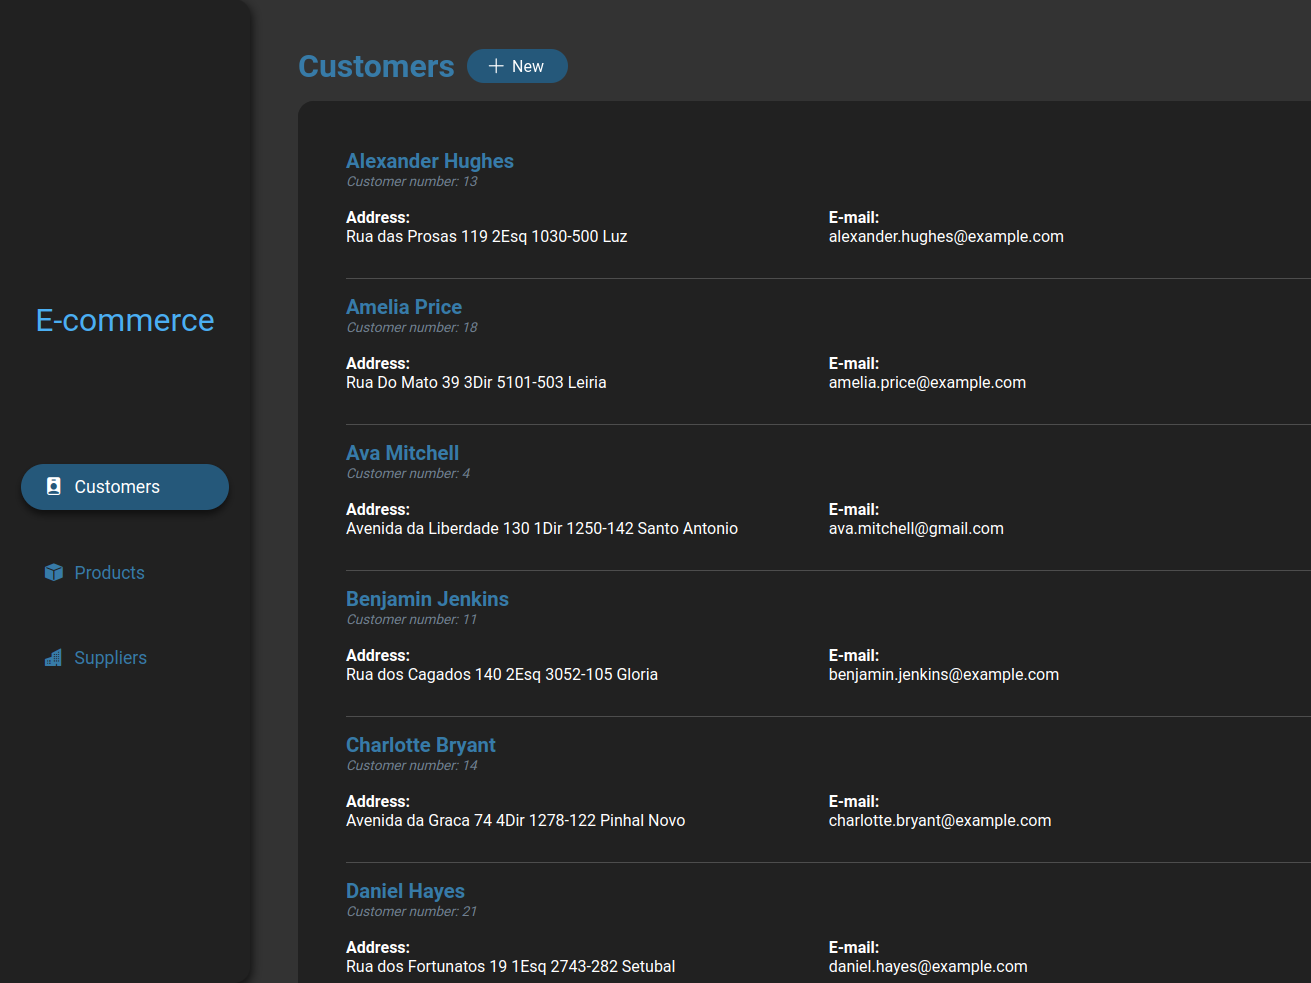 E-commerce
Customers
Products
Suppliers
Customers
New
Alexander Hughes
Customer number: 13
Address:
Rua das Prosas 119 2Esq 1030-500 Luz
E-mail:
alexander.hughes@example.com
Amelia Price
Customer number: 18
Address:
Rua Do Mato 39 3Dir 5101-503 Leiria
E-mail:
amelia.price@example.com
Ava Mitchell
Customer number: 4
Address:
Avenida da Liberdade 130 1Dir 1250-142 Santo Antonio
E-mail:
ava.mitchell@gmail.com
Benjamin Jenkins
Customer number: 11
Address:
Rua dos Cagados 140 2Esq 3052-105 Gloria
E-mail:
benjamin.jenkins@example.com
Charlotte Bryant
Customer number: 14
Address:
Avenida da Graca 74 4Dir 1278-122 Pinhal Novo
E-mail:
charlotte.bryant@example.com
Daniel Hayes
Customer number: 21
Address:
Rua dos Fortunatos 19 1Esq 2743-282 Setubal
E-mail:
daniel.hayes@example.com